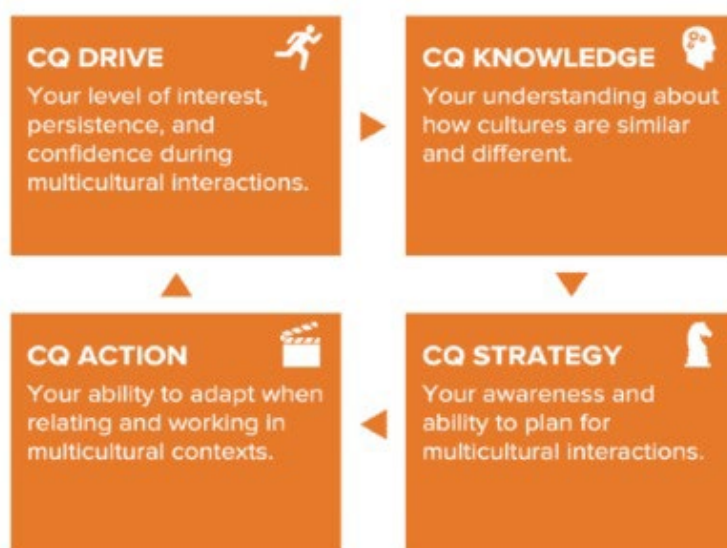 CQ DRIVE
Your level of interest,
persistence, and
confidence during
multicultural interactions.
CQ KNOWLEDGE
Your understanding about
how cultures are similar
and different.
CQ ACTION
Your ability to adapt when
relating and working in
multicultural contexts.
CQ STRATEGY
Your awareness and
ability to plan for
multicultural interactions.